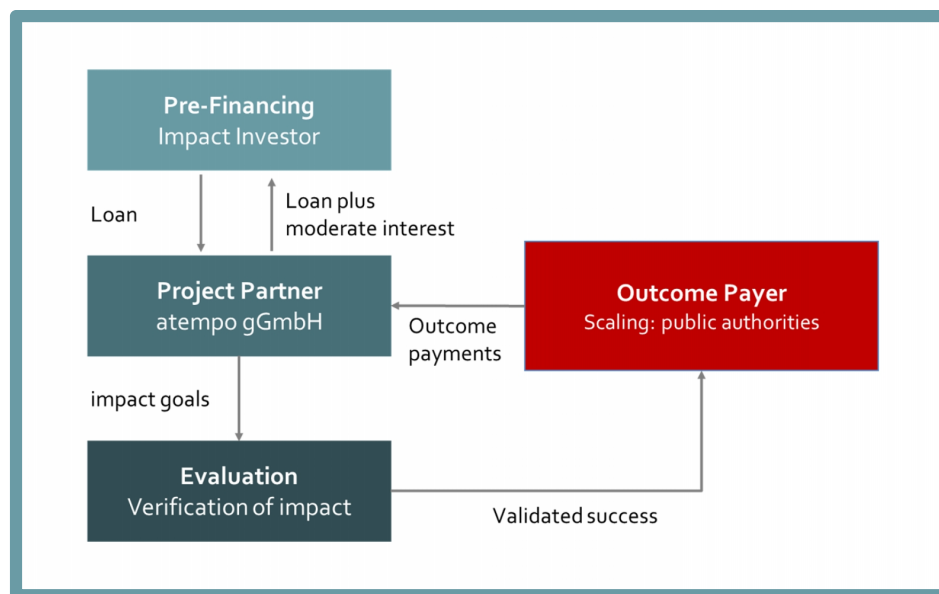 Pre-Financing
Impact Investor
Loan
Loan plus
moderate interest
Project Partner
atempo gGmbH
Outcome Payer
Scaling: public authorities
Outcome
payments
impact goals
Evaluation
Verification of impact
Validated success